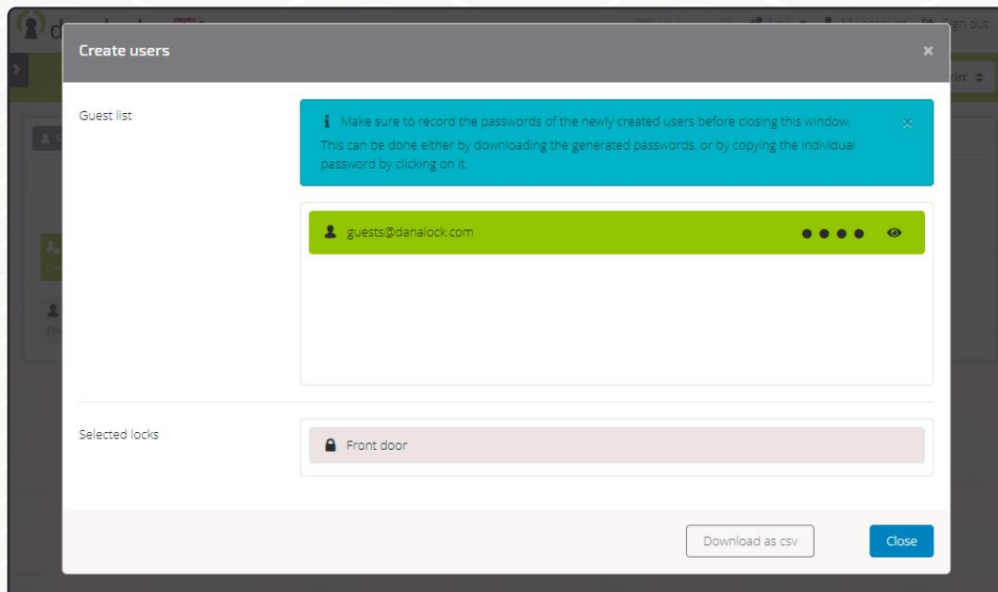 Sign out
Create users
×
Guest list
i Make sure to record the passwords of the newly created users before closing this window. ×
This can be done either by downloading the generated passwords, or by copying the individual
password by clicking on it.
guests@danalock.com ● ● ● ●
Selected locks
Front door
Download as csv
Close